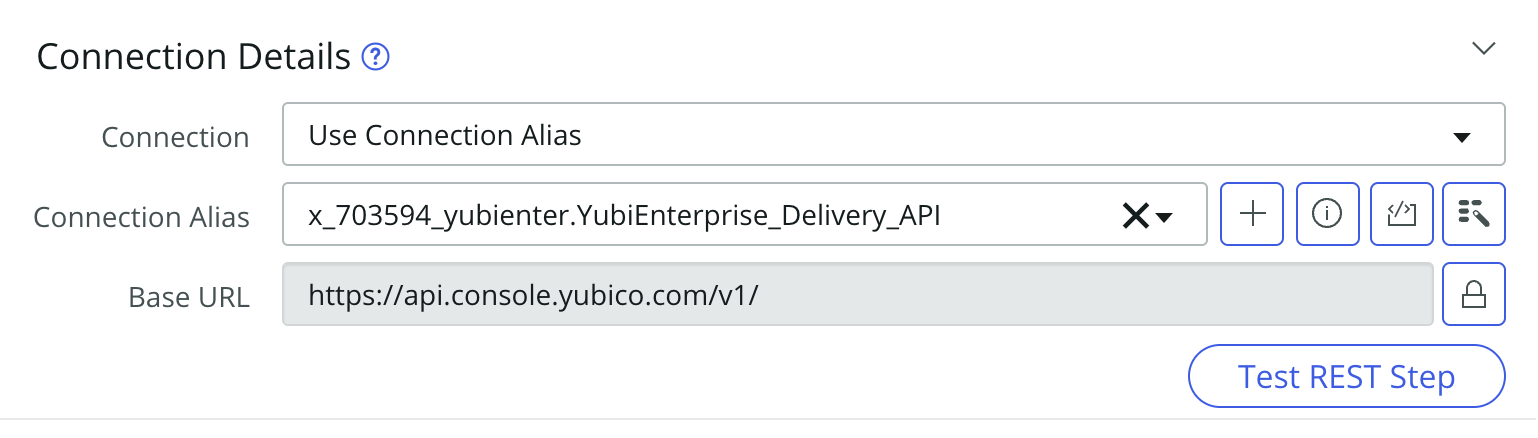 Connection Details ?
Connection Use Connection Alias
Connection Alias x_703594_yubienter.YubiEnterprise_Delivery_API
Base URL https://api.console.yubico.com/v1/
Test REST Step